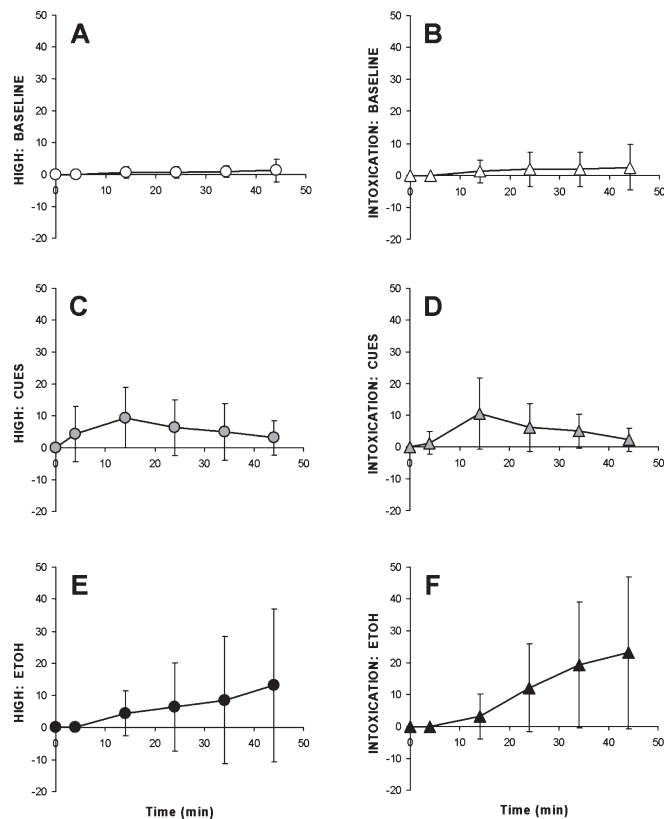 A
HIGH: BASELINE
50
40
30
20
10
0
-10
-20
0 10 20 30 40 50
B
INTOXICATION: BASELINE
50
40
30
20
10
0
-10
-20
0 10 20 30 40 50
C
HIGH: CUES
50
40
30
20
10
0
-10
-20
0 10 20 30 40 50
D
INTOXICATION: CUES
50
40
30
20
10
0
-10
-20
0 10 20 30 40 50
E
HIGH: ETOH
50
40
30
20
10
0
-10
-20
0 10 20 30 40 50
Time (min)
F
INTOXICATION: ETOH
50
40
30
20
10
0
-10
-20
0 10 20 30 40 50
Time (min)